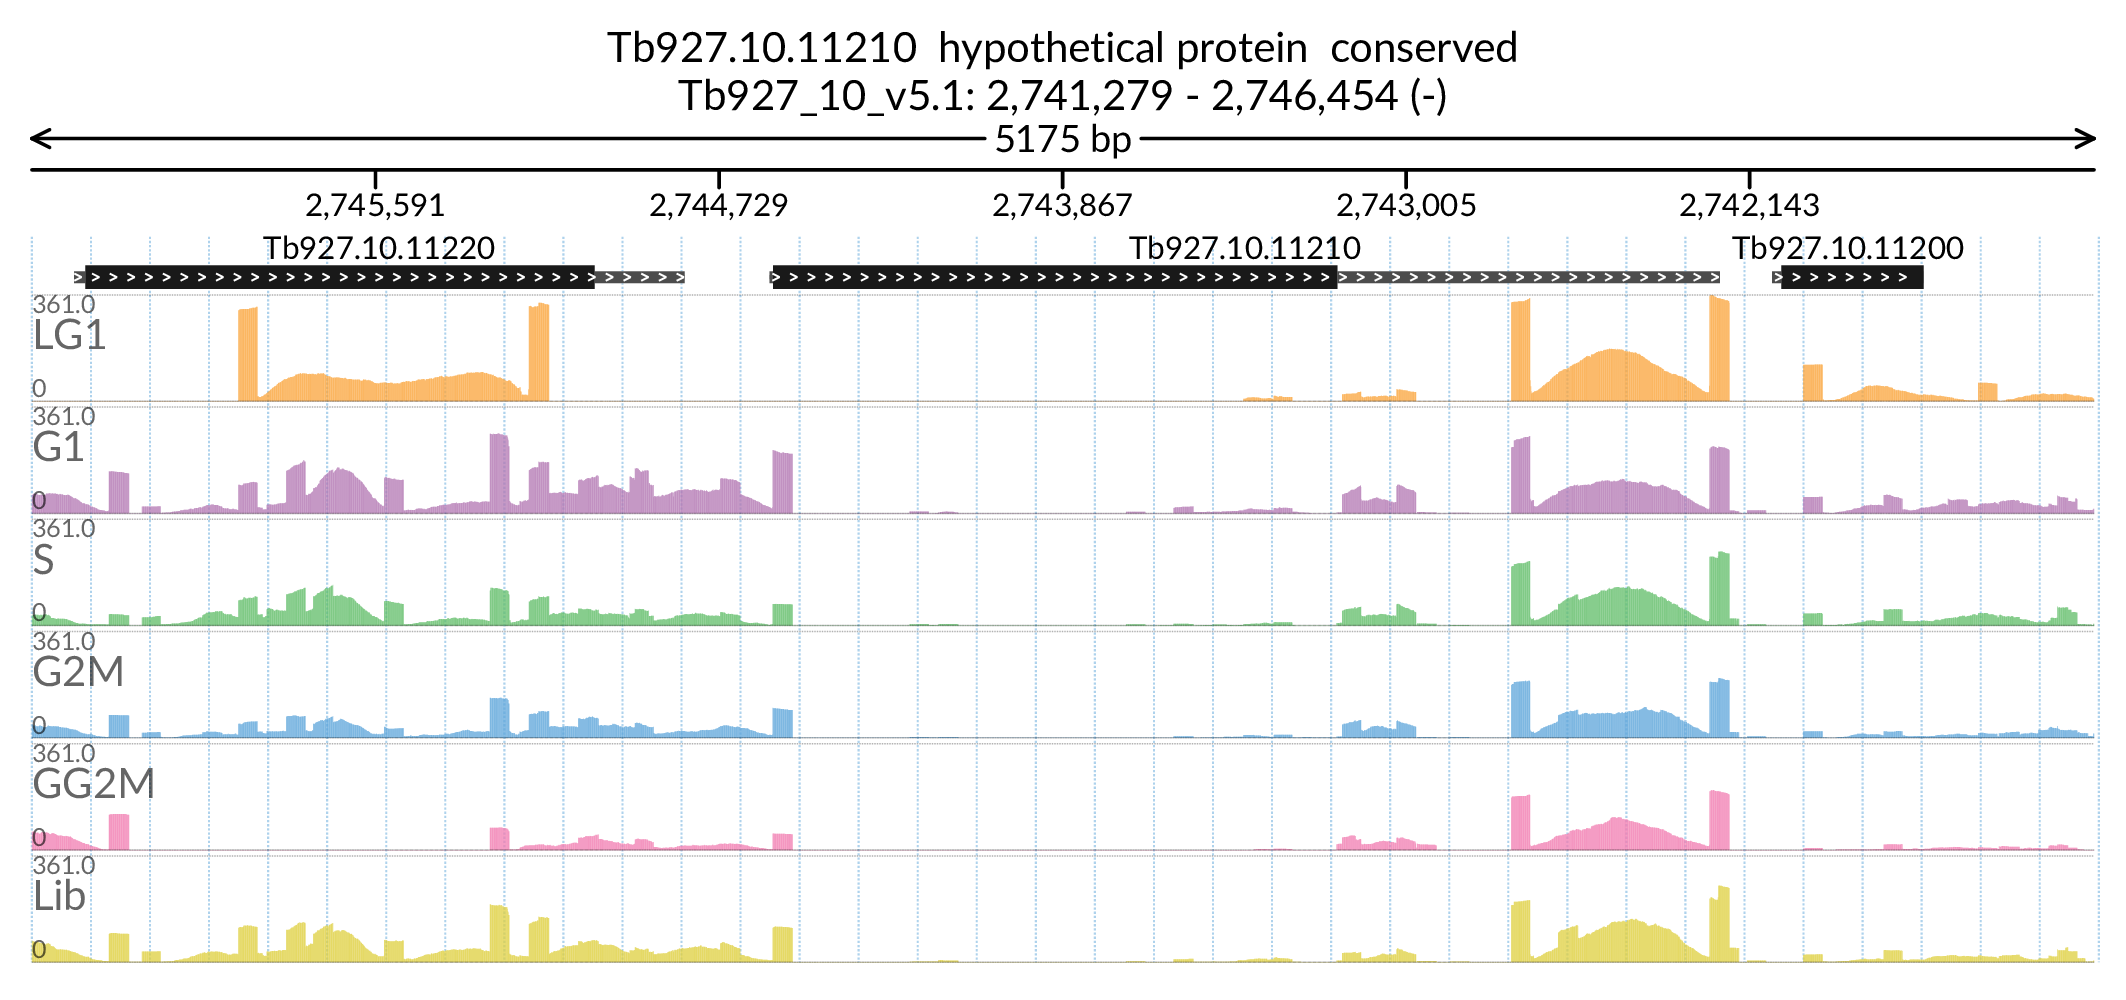 Tb927.10.11210  hypothetical protein  conserved
Tb927_10_v5.1: 2,741,279 - 2,746,454 (-)
5175 bp
2,745,591 2,744,729 2,743,867 2,743,005 2,742,143
Tb927.10.11220 Tb927.10.11210 Tb927.10.11200
361.0
LG1
0
361.0
G1
0
361.0
S
0
361.0
G2M
0
361.0
GG2M
0
361.0
Lib
0